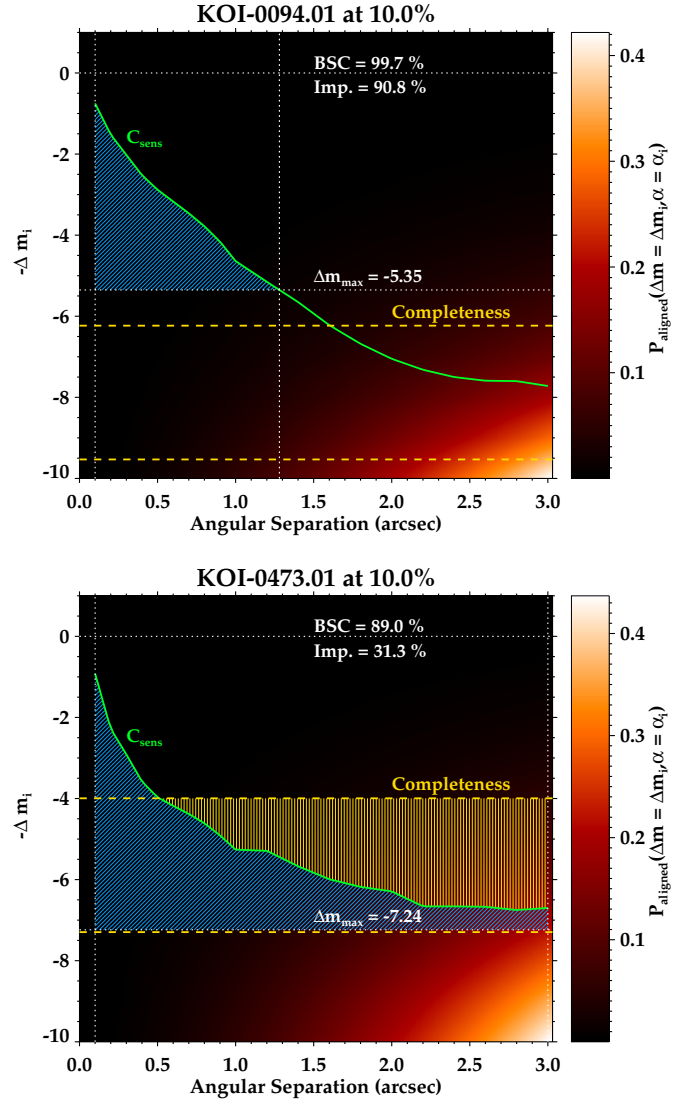 KOI-0094.01 at 10.0%
BSC = 99.7 %
Imp. = 90.8 %
C_sens
Δm_max = -5.35
Completeness
-Δ m_i
0
-2
-4
-6
-8
-10
0.0 0.5 1.0 1.5 2.0 2.5 3.0
Angular Separation (arcsec)
0.4
0.3
0.2
0.1
P_aligned(Δm = Δm_i,α = α_i)
KOI-0473.01 at 10.0%
BSC = 89.0 %
Imp. = 31.3 %
C_sens
Completeness
Δm_max = -7.24
-Δ m_i
0
-2
-4
-6
-8
-10
0.0 0.5 1.0 1.5 2.0 2.5 3.0
Angular Separation (arcsec)
0.4
0.3
0.2
0.1
P_aligned(Δm = Δm_i,α = α_i)